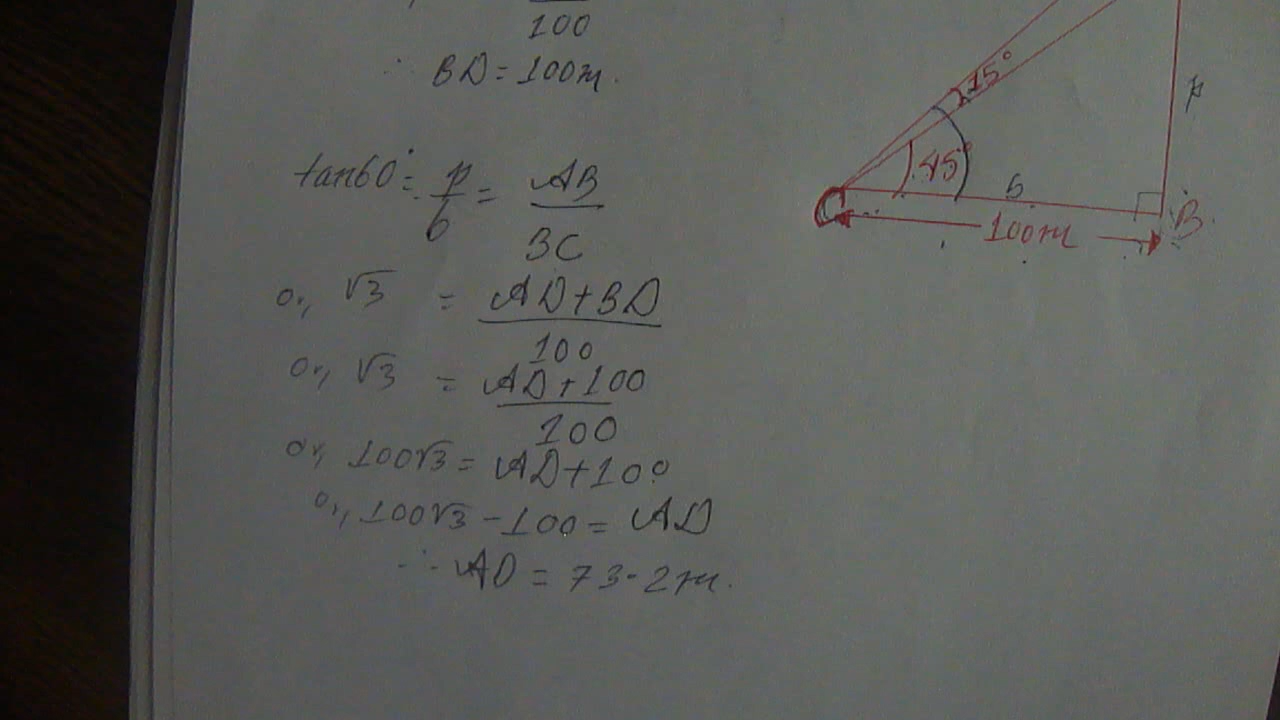 100
∴ BD = 100m.
tan60° = p/b = AB/BC
or, √3 = AD+BD/100
or, √3 = AD+100/100
or, 100√3 = AD+100
or, 100√3 - 100 = AD
∴ AD = 73.2m.
15°
p
45°
b
C
B
100m